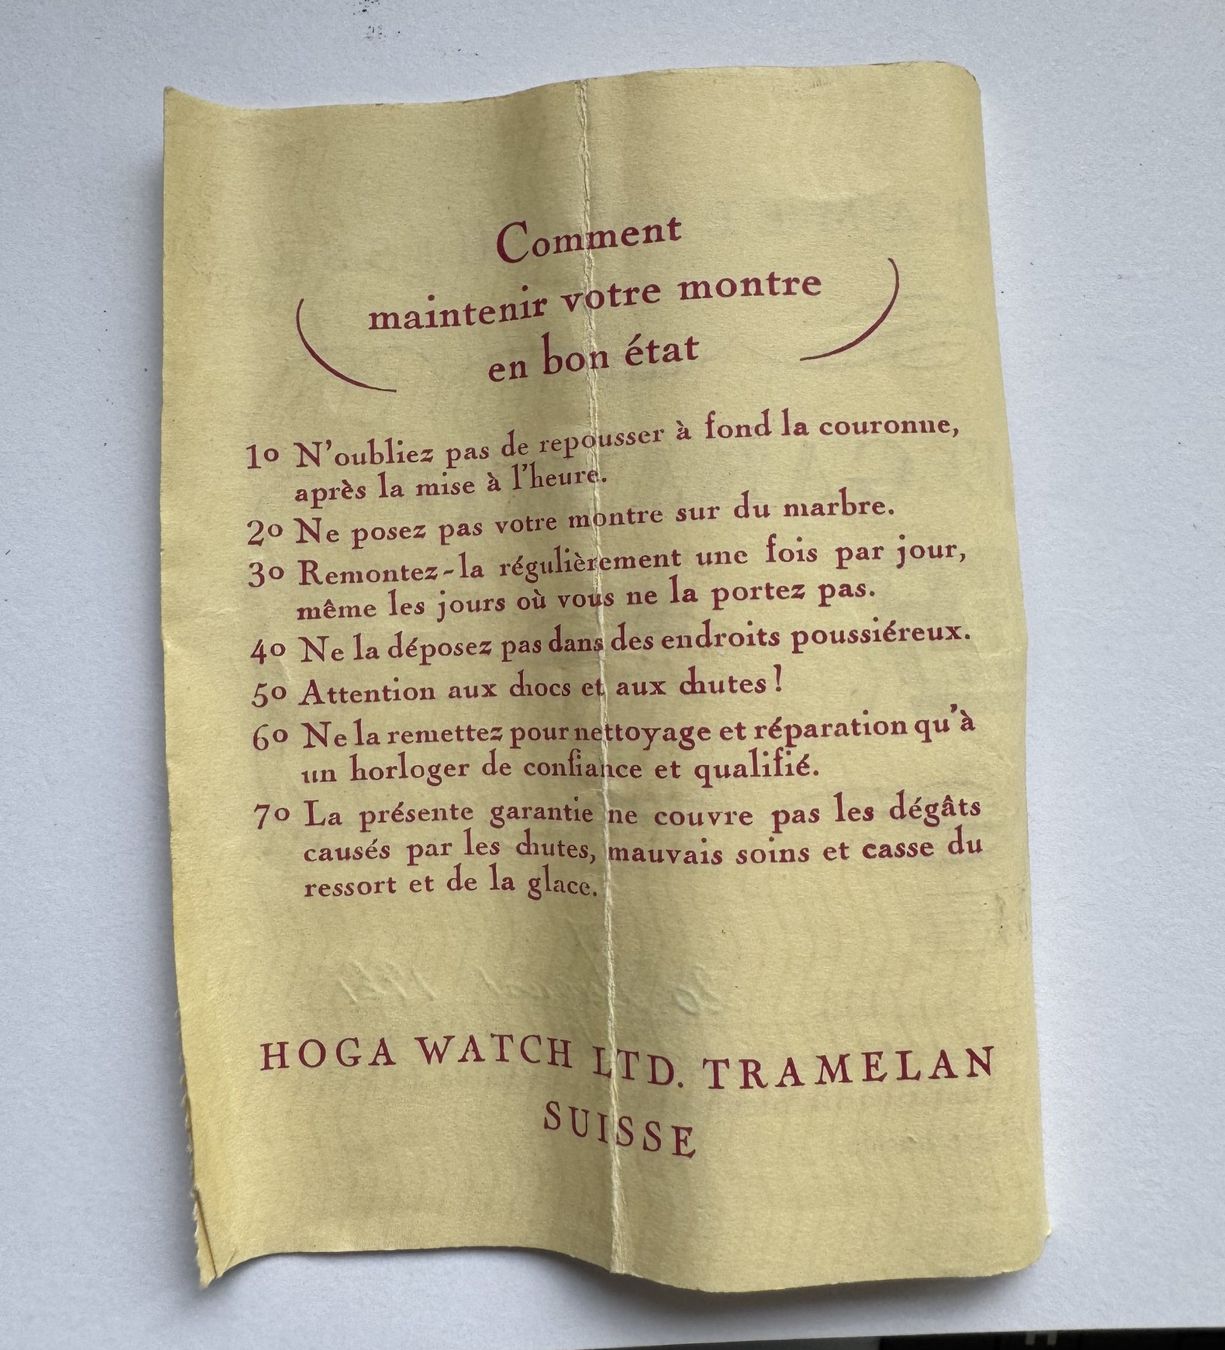 Comment
maintenir votre montre
en bon état
1o N'oubliez pas de repousser à fond la couronne,
après la mise à l'heure.
2o Ne posez pas votre montre sur du marbre.
3o Remontez-la régulièrement une fois par jour,
même les jours où vous ne la portez pas.
4o Ne la déposez pas dans des endroits poussiéreux.
5o Attention aux chocs et aux chutes!
6o Ne la remettez pour nettoyage et réparation qu'à
un horloger de confiance et qualifié.
7o La présente garantie ne couvre pas les dégâts
causés par les chutes, mauvais soins et casse du
ressort et de la glace.
HOGA WATCH LTD. TRAMELAN
SUISSE